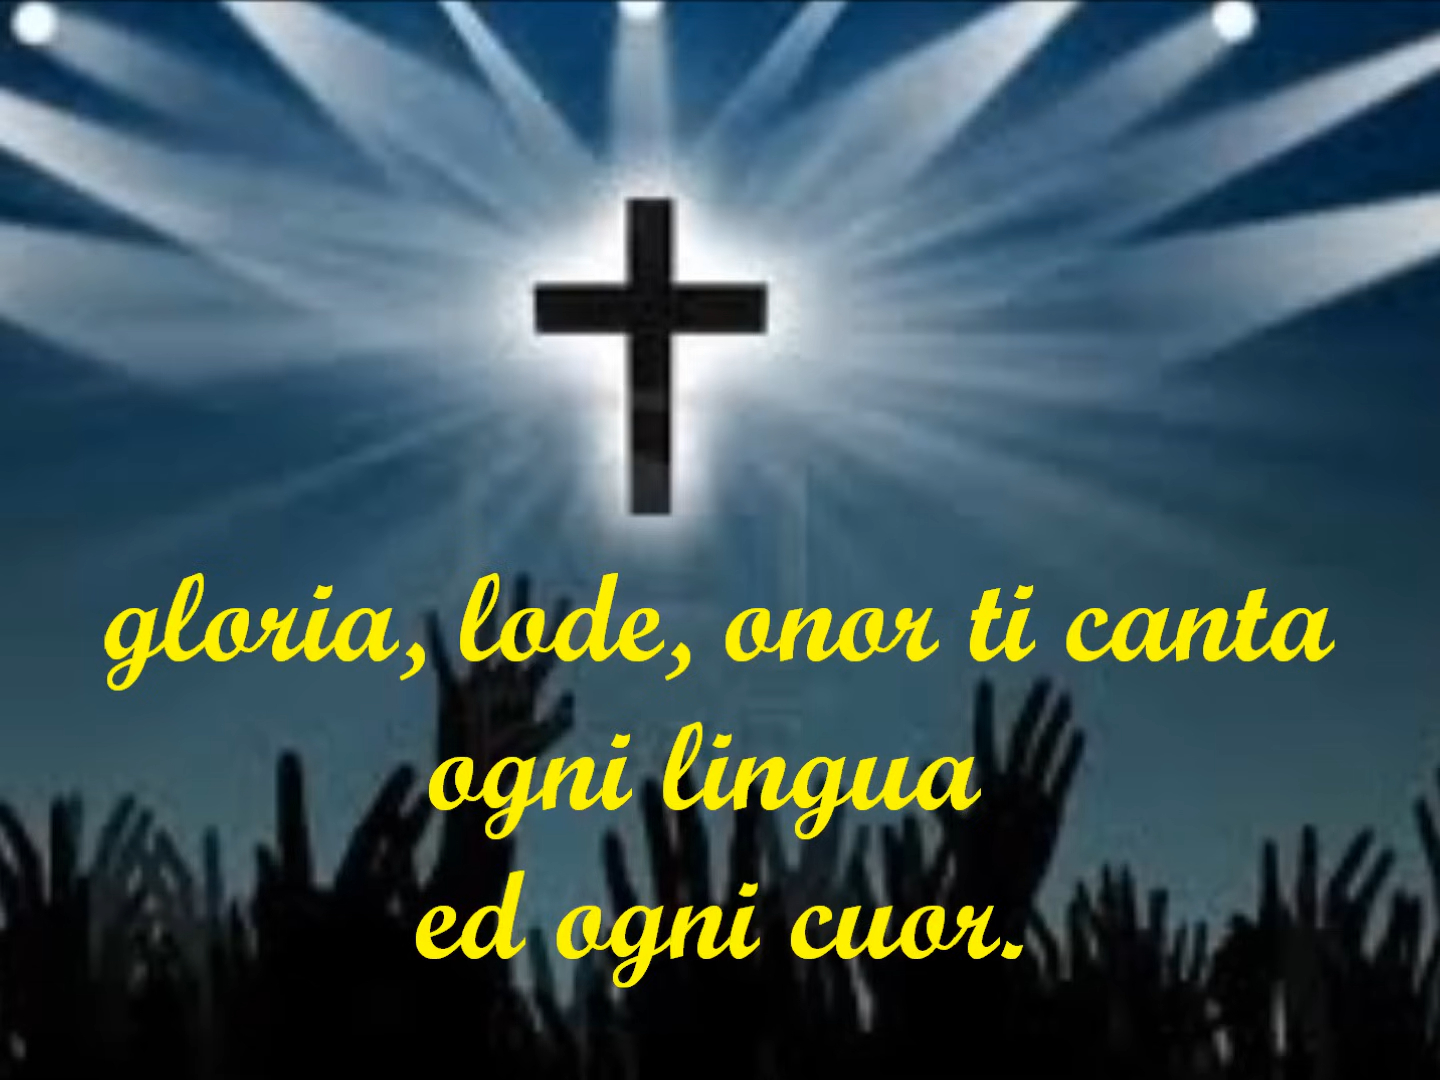 gloria, lode, onor ti canta
ogni lingua
ed ogni cuor.